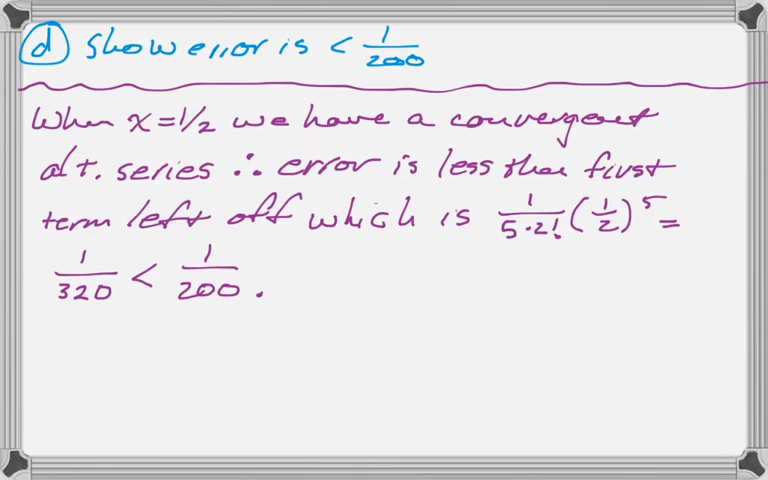 (d) Show error is < 1/200
When x = 1/2 we have a convergent
alt. series ∴ error is less than first
term left off which is 1/(5·2!) (1/2)^5 =
1/320 < 1/200 .